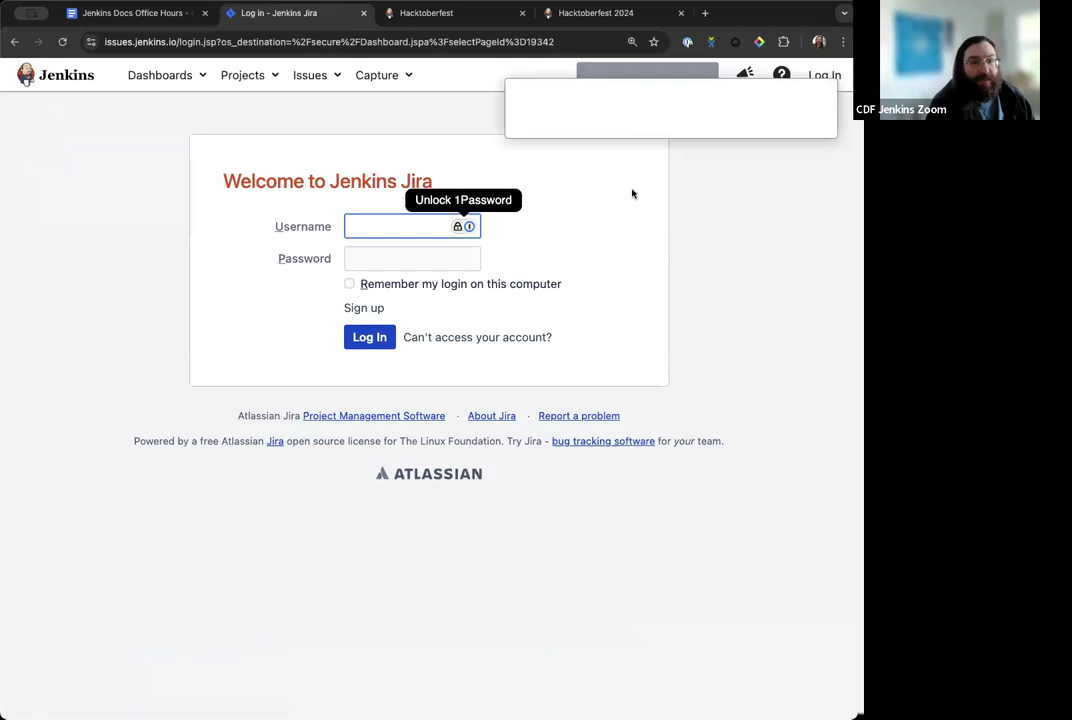 Jenkins Docs Office Hours -
Log in - Jenkins Jira
Hacktoberfest
Hacktoberfest 2024
issues.jenkins.io/login.jsp?os_destination=%2Fsecure%2FDashboard.jspa%3FselectPageId%3D19342
Jenkins
Dashboards
Projects
Issues
Capture
Log In
CDF Jenkins Zoom
Welcome to Jenkins Jira
Unlock 1Password
Username
Password
Remember my login on this computer
Sign up
Log In
Can't access your account?
Atlassian Jira Project Management Software · About Jira · Report a problem
Powered by a free Atlassian Jira open source license for The Linux Foundation. Try Jira - bug tracking software for your team.
ATLASSIAN